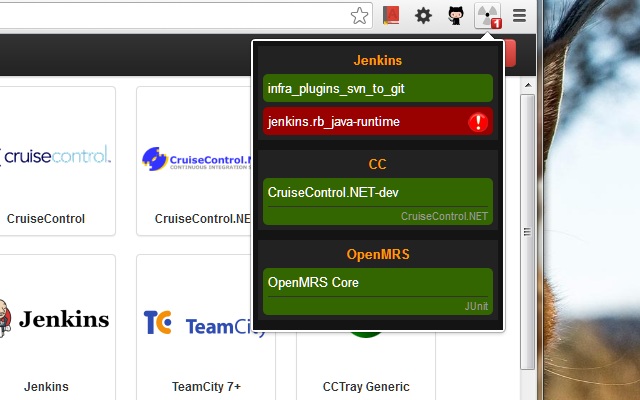 1
Jenkins
infra_plugins_svn_to_git
jenkins.rb_java-runtime
!
CC
CruiseControl.NET-dev
CruiseControl.NET
OpenMRS
OpenMRS Core
JUnit
cruisecontrol.
CruiseControl.N
CONTINUOUS INTEGRATION
CruiseControl
CruiseControl.NE
Jenkins
TC
TeamCity
Jenkins
TeamCity 7+
CCTray Generic